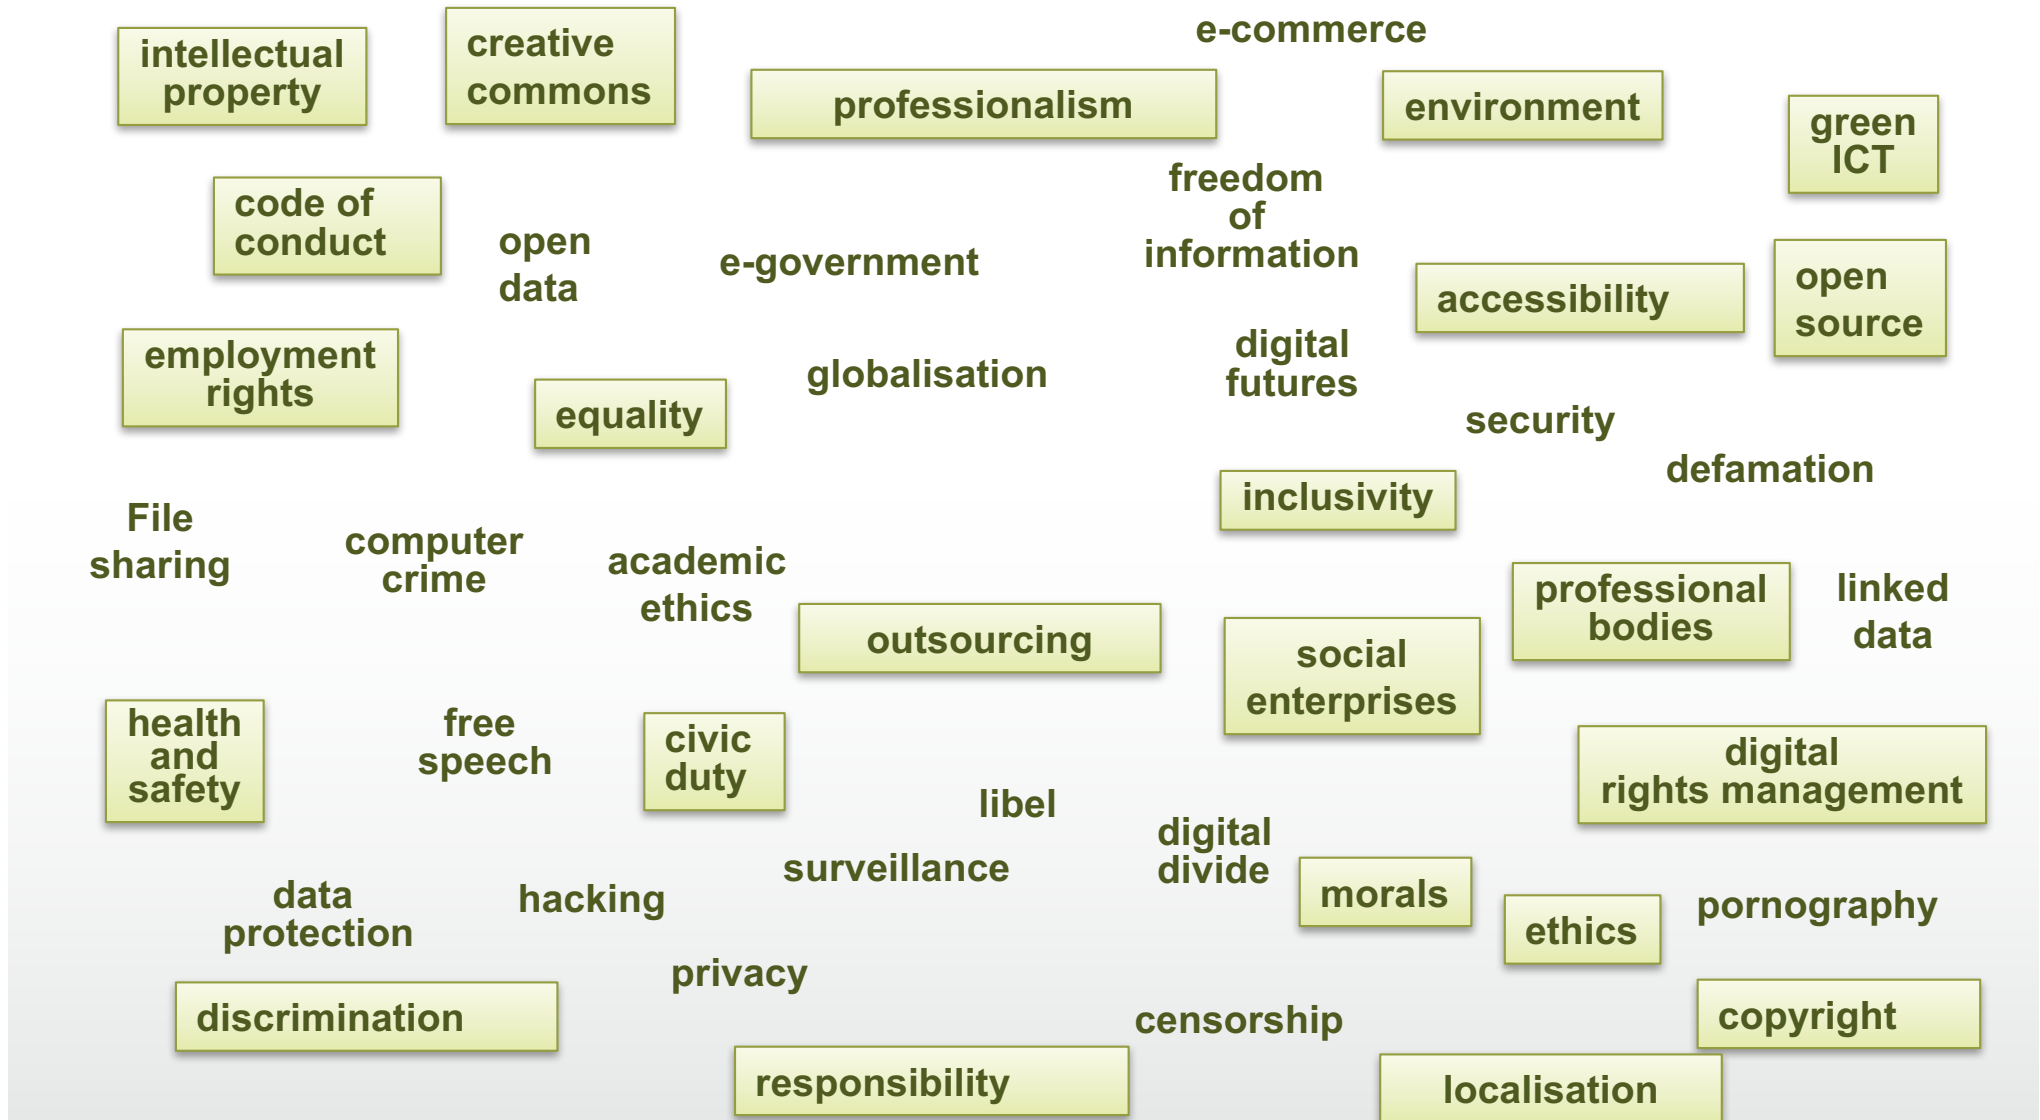 intellectual
property
creative
commons
e-commerce
professionalism
environment
green
ICT
code of
conduct
open
data
e-government
freedom
of
information
accessibility
open
source
employment
rights
equality
globalisation
digital
futures
security
defamation
inclusivity
File
sharing
computer
crime
academic
ethics
outsourcing
social
enterprises
professional
bodies
linked
data
health
and
safety
free
speech
civic
duty
libel
digital
divide
digital
rights management
surveillance
morals
data
protection
hacking
ethics
pornography
privacy
discrimination
censorship
copyright
responsibility
localisation